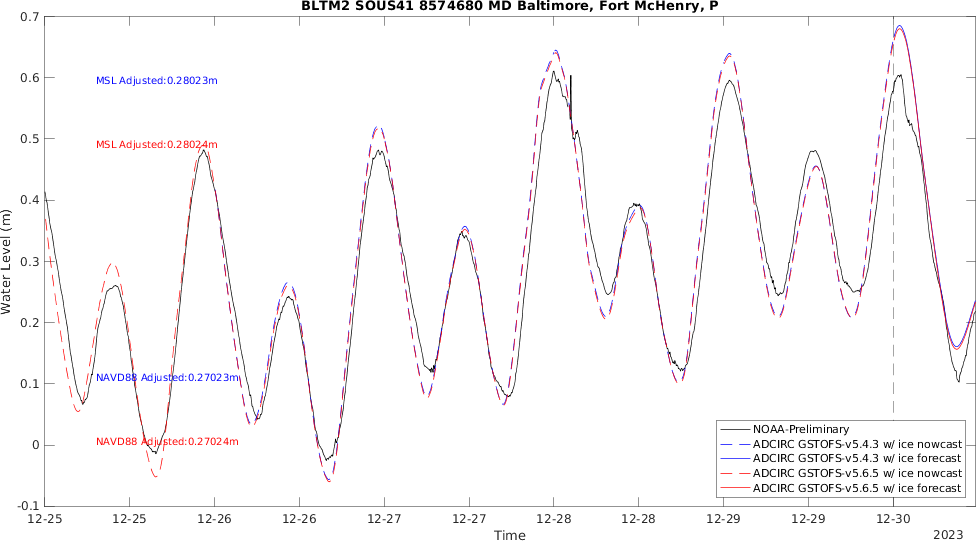 BLTM2 SOUS41 8574680 MD Baltimore, Fort McHenry, P
0.7
0.6
0.5
0.4
0.3
0.2
0.1
0
-0.1
Water Level (m)
MSL Adjusted:0.28023m
MSL Adjusted:0.28024m
NAVD88 Adjusted:0.27023m
NAVD88 Adjusted:0.27024m
NOAA-Preliminary
ADCIRC GSTOFS-v5.4.3 w/ ice nowcast
ADCIRC GSTOFS-v5.4.3 w/ ice forecast
ADCIRC GSTOFS-v5.6.5 w/ ice nowcast
ADCIRC GSTOFS-v5.6.5 w/ ice forecast
12-25 12-25 12-26 12-26 12-27 12-27 12-28 12-28 12-29 12-29 12-30
Time
2023